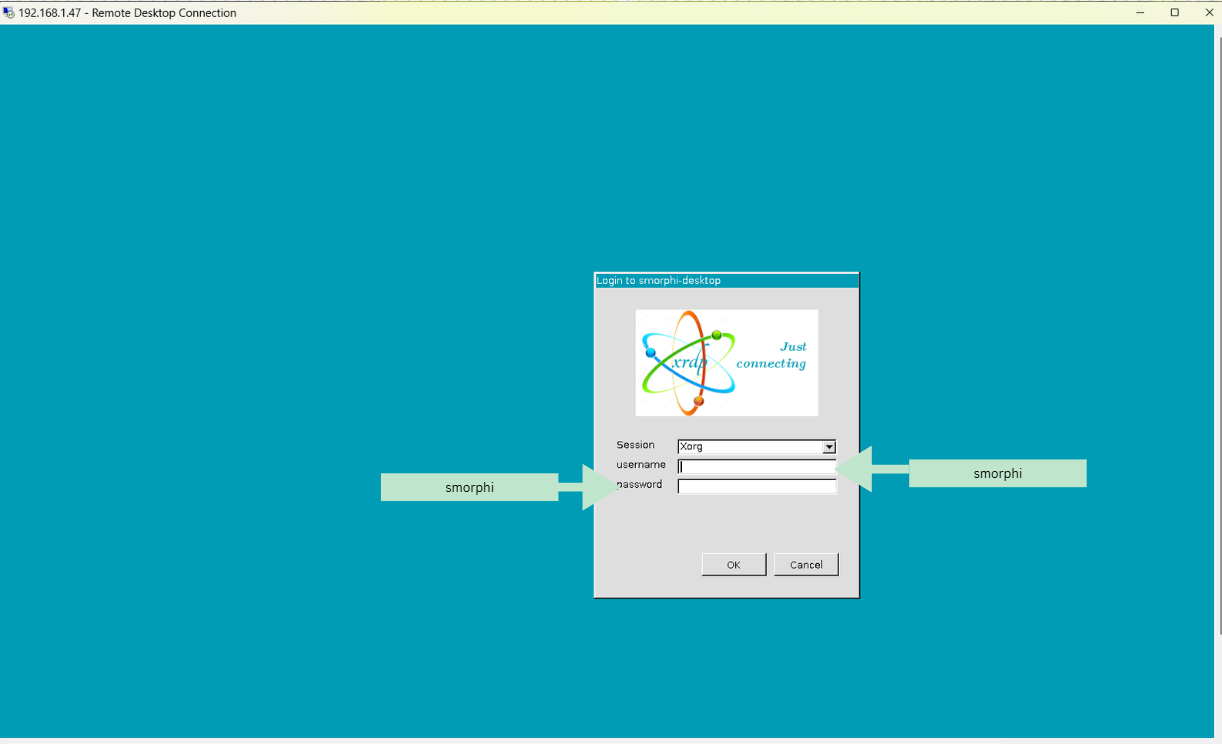 192.168.1.47 - Remote Desktop Connection
Login to smorphi-desktop
xrdp
Just
connecting
Session
Xorg
username
smorphi
smorphi
password
OK
Cancel